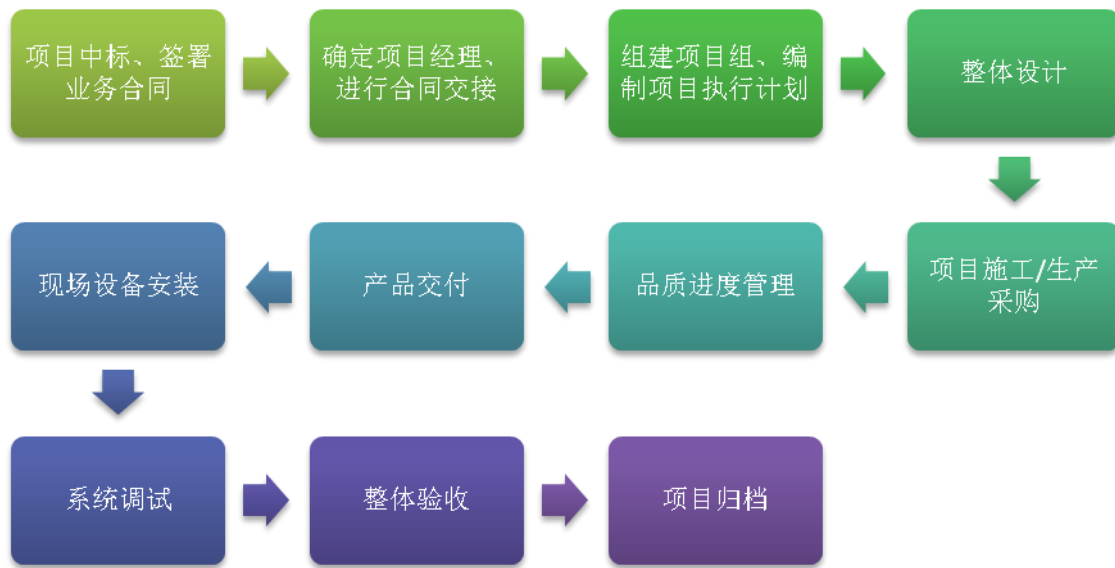 项目中标、签署
业务合同
确定项目经理、
进行合同交接
组建项目组、编
制项目执行计划
整体设计
项目施工/生产
采购
品质进度管理
产品交付
现场设备安装
系统调试
整体验收
项目归档